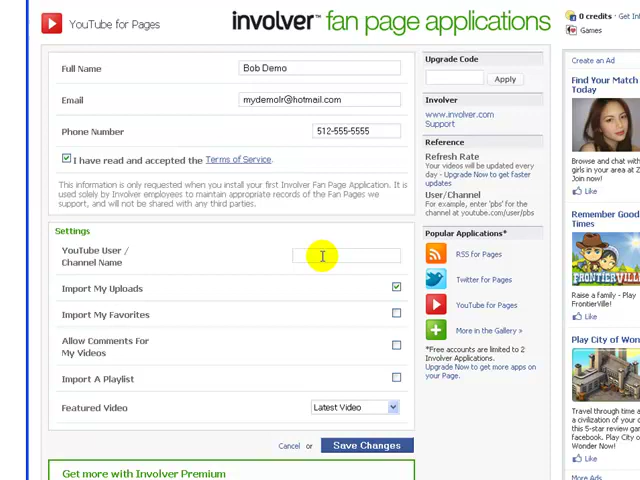 YouTube for Pages
involver™ fan page applications
Full Name
Bob Demo
Email
mydemolr@hotmail.com
Phone Number
512-555-5555
I have read and accepted the Terms of Service.
This information is only requested when you install your first Involver Fan Page Application. It is
used solely by Involver employees to maintain appropriate records of the Fan Pages we
support, and will not be shared with any third parties.
Settings
YouTube User /
Channel Name
Import My Uploads
Import My Favorites
Allow Comments For
My Videos
Import A Playlist
Featured Video
Latest Video
Cancel or
Save Changes
Get more with Involver Premium
Upgrade Code
Apply
Involver
www.involver.com
Support
Reference
Refresh Rate
Your videos will be updated every
day - Upgrade Now to get faster
updates
User/Channel
For example, enter 'pbs' for the
channel at youtube.com/user/pbs
Popular Applications*
RSS for Pages
Twitter for Pages
YouTube for Pages
More in the Gallery »
*Free accounts are limited to 2
Involver Applications.
Upgrade Now to get more apps on
your Page.
0 credits · Get
Games
Create an Ad
Find Your Match
Today
Browse and chat with
girls in your area
Join now!
Like
Remember Good
Times
FRONTIERVILLE
Raise a family - Play
FrontierVille!
Like
Play City of
Travel through time
a civilization of your
this 5-star review
facebook. Play City of
Wonder Now!
Like